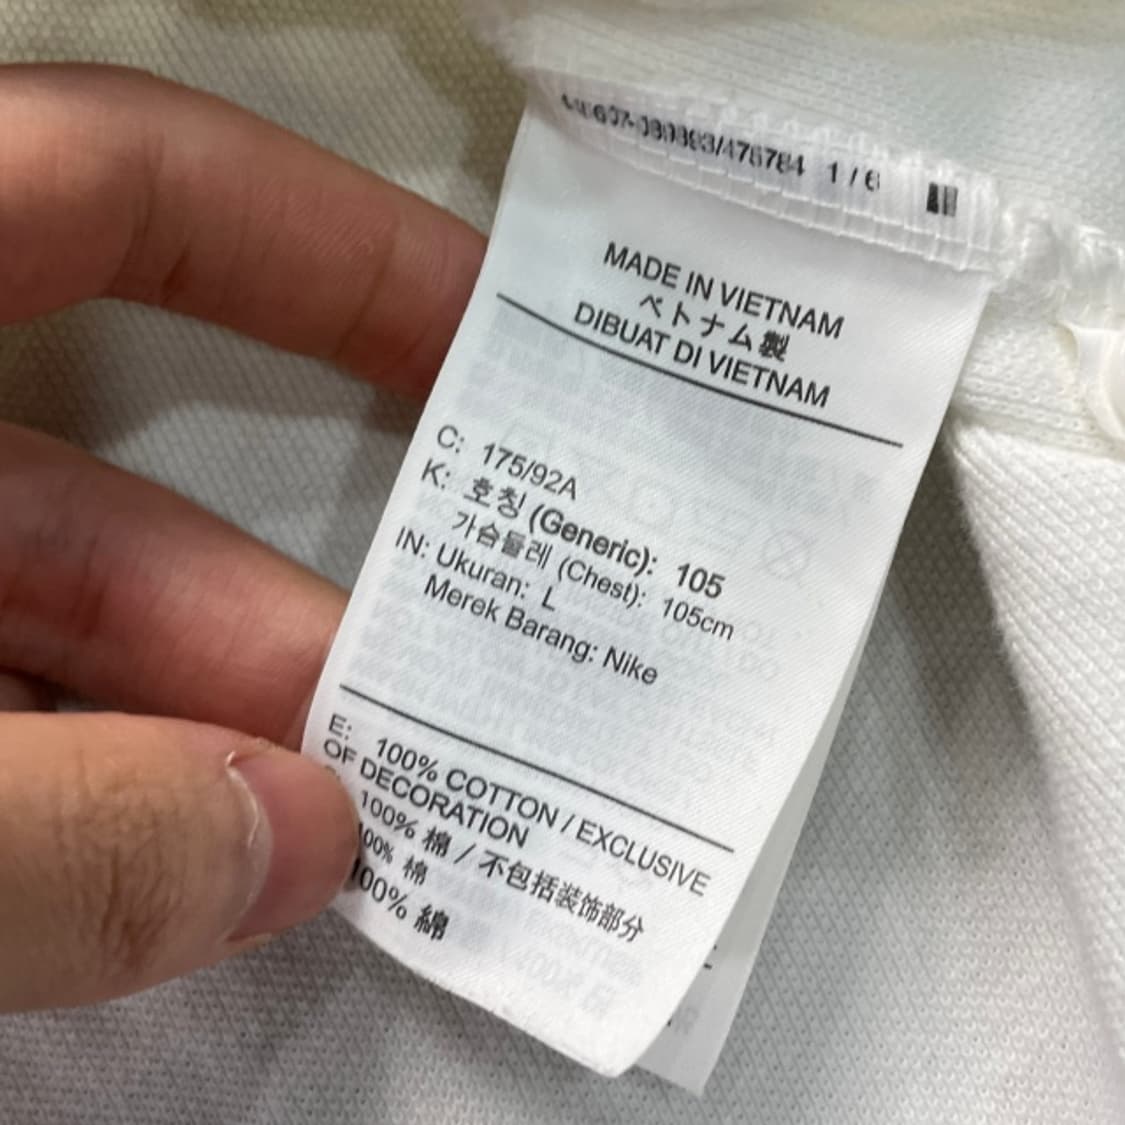 1/6
MADE IN VIETNAM
ベトナム製
DIBUAT DI VIETNAM
C: 175/92A
K: 호칭 (Generic): 105
가슴둘레 (Chest): 105cm
IN: Ukuran: L
Merek Barang: Nike
E: 100% COTTON / EXCLUSIVE
OF DECORATION
100% 棉 / 不包括装饰部分
100% 棉
100% 綿